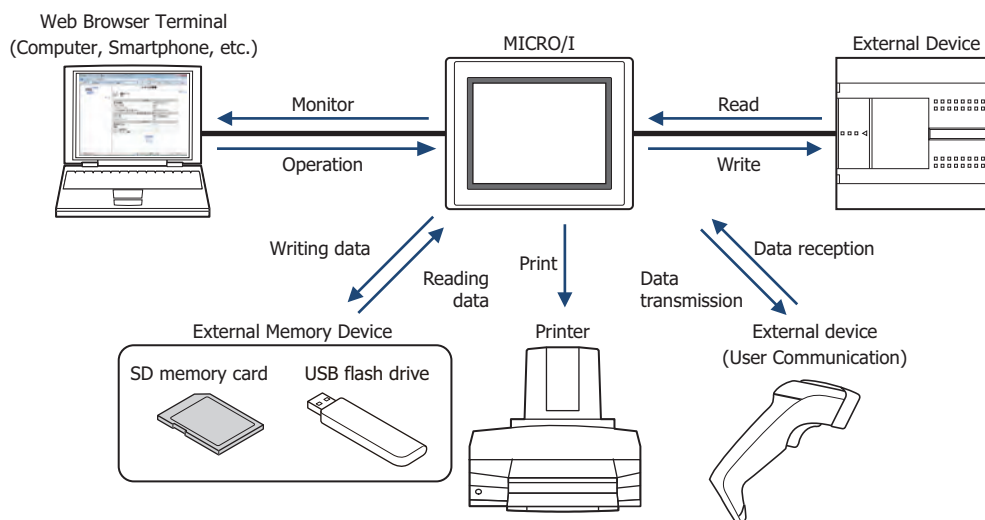 Web Browser Terminal
(Computer, Smartphone, etc.)
MICRO/I
External Device
Monitor
Operation
Read
Write
Writing data
Reading
data
Print
Data
transmission
Data reception
External Memory Device
SD memory card
USB flash drive
Printer
External device
(User Communication)